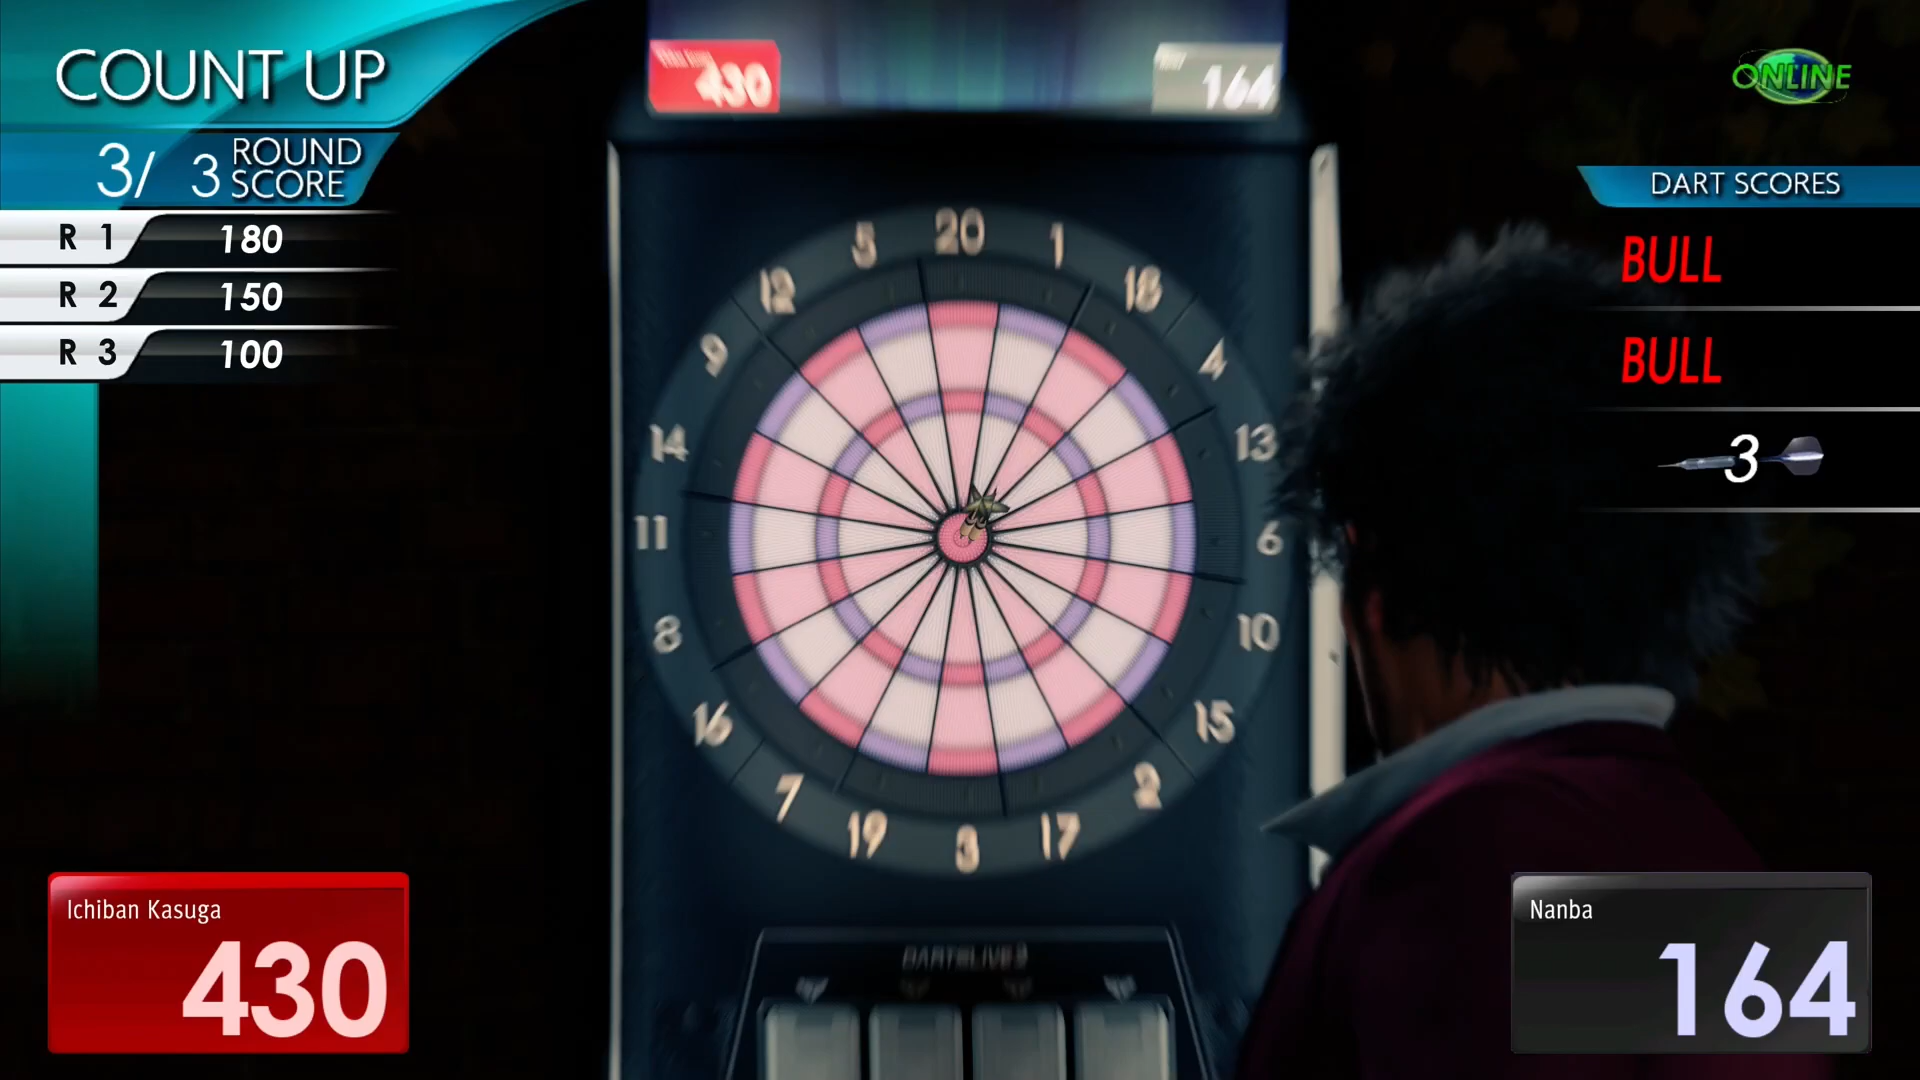 COUNT UP
3/ 3 ROUND SCORE
R 1 180
R 2 150
R 3 100
430
164
ONLINE
DART SCORES
BULL
BULL
3
5 20 1
12 18
9 4
14 13
11 6
8 10
16 15
7 2
19 3 17
DARTSLIVE2
Ichiban Kasuga
430
Nanba
164